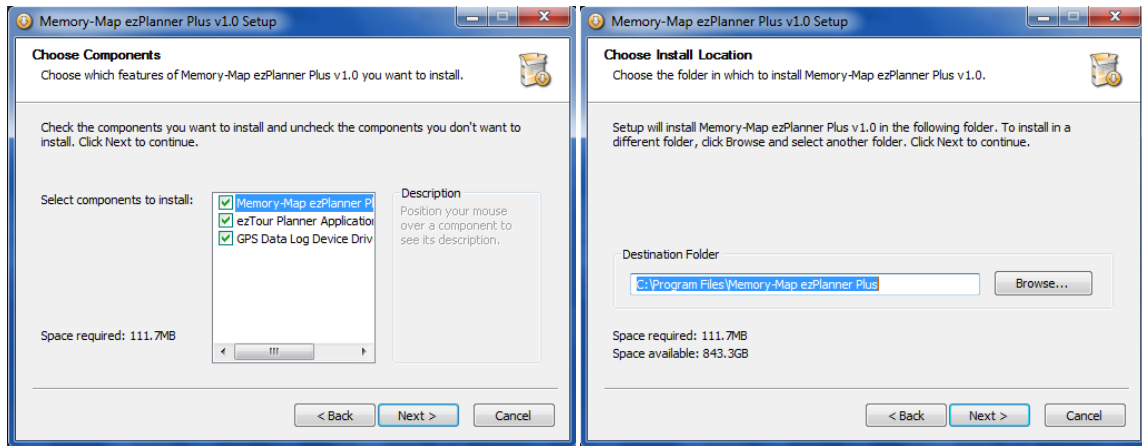 Memory-Map ezPlanner Plus v1.0 Setup
Choose Components
Choose which features of Memory-Map ezPlanner Plus v1.0 you want to install.
Check the components you want to install and uncheck the components you don't want to
install. Click Next to continue.
Select components to install:
Memory-Map ezPlanner Pl
ezTour Planner Application
GPS Data Log Device Driv
Description
Position your mouse
over a component to
see its description.
Space required: 111.7MB
< Back
Next >
Cancel
Memory-Map ezPlanner Plus v1.0 Setup
Choose Install Location
Choose the folder in which to install Memory-Map ezPlanner Plus v1.0.
Setup will install Memory-Map ezPlanner Plus v1.0 in the following folder. To install in a
different folder, click Browse and select another folder. Click Next to continue.
Destination Folder
C:\Program Files\Memory-Map ezPlanner Plus
Browse...
Space required: 111.7MB
Space available: 843.3GB
< Back
Next >
Cancel